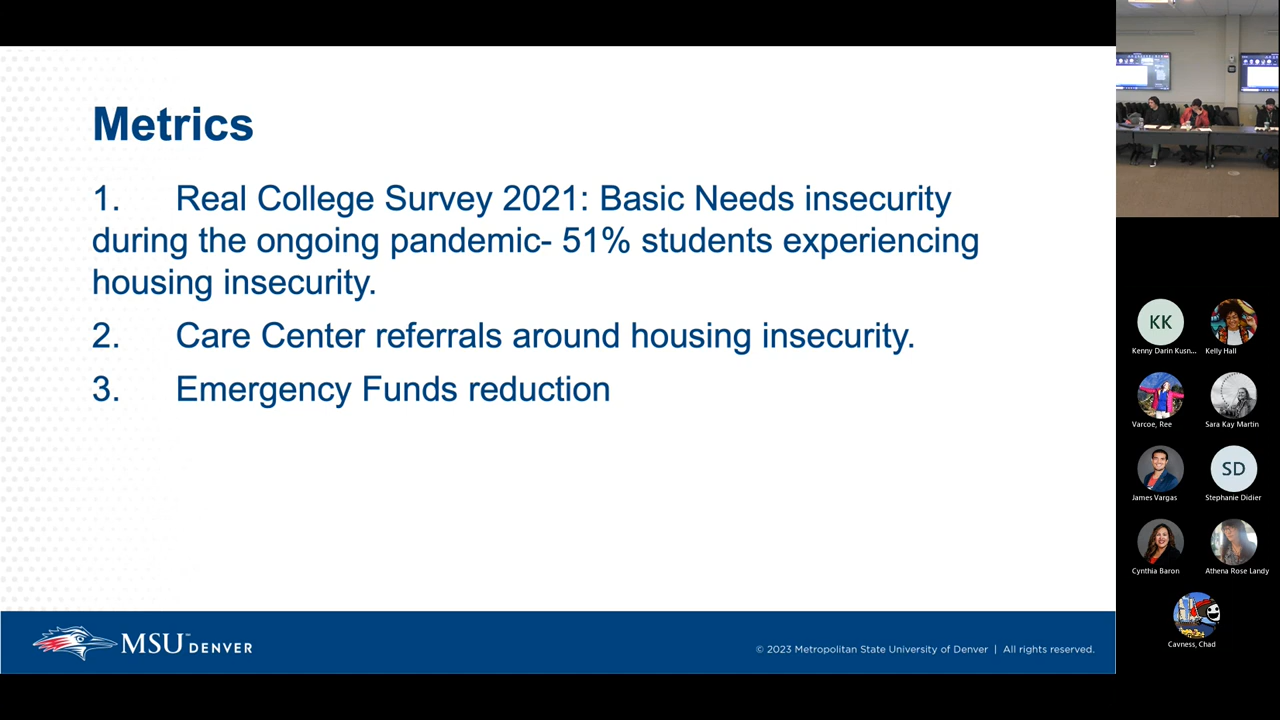 Metrics
1. Real College Survey 2021: Basic Needs insecurity
during the ongoing pandemic- 51% students experiencing
housing insecurity.
2. Care Center referrals around housing insecurity.
3. Emergency Funds reduction
MSU DENVER
© 2023 Metropolitan State University of Denver | All rights reserved.
KK
Kenny Darin Kusn...
Kelly Hall
Varcoe, Ree
Sara Kay Martin
James Vargas
SD
Stephanie Didier
Cynthia Baron
Athena Rose Landy
Cavness, Chad